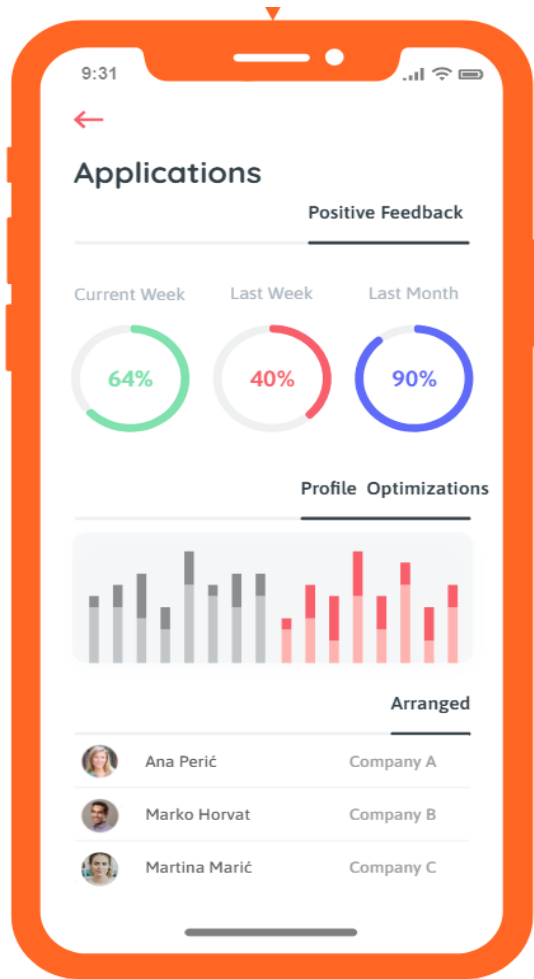 9:31
Applications
Positive Feedback
Current Week Last Week Last Month
64% 40% 90%
Profile Optimizations
Arranged
Ana Perić Company A
Marko Horvat Company B
Martina Marić Company C